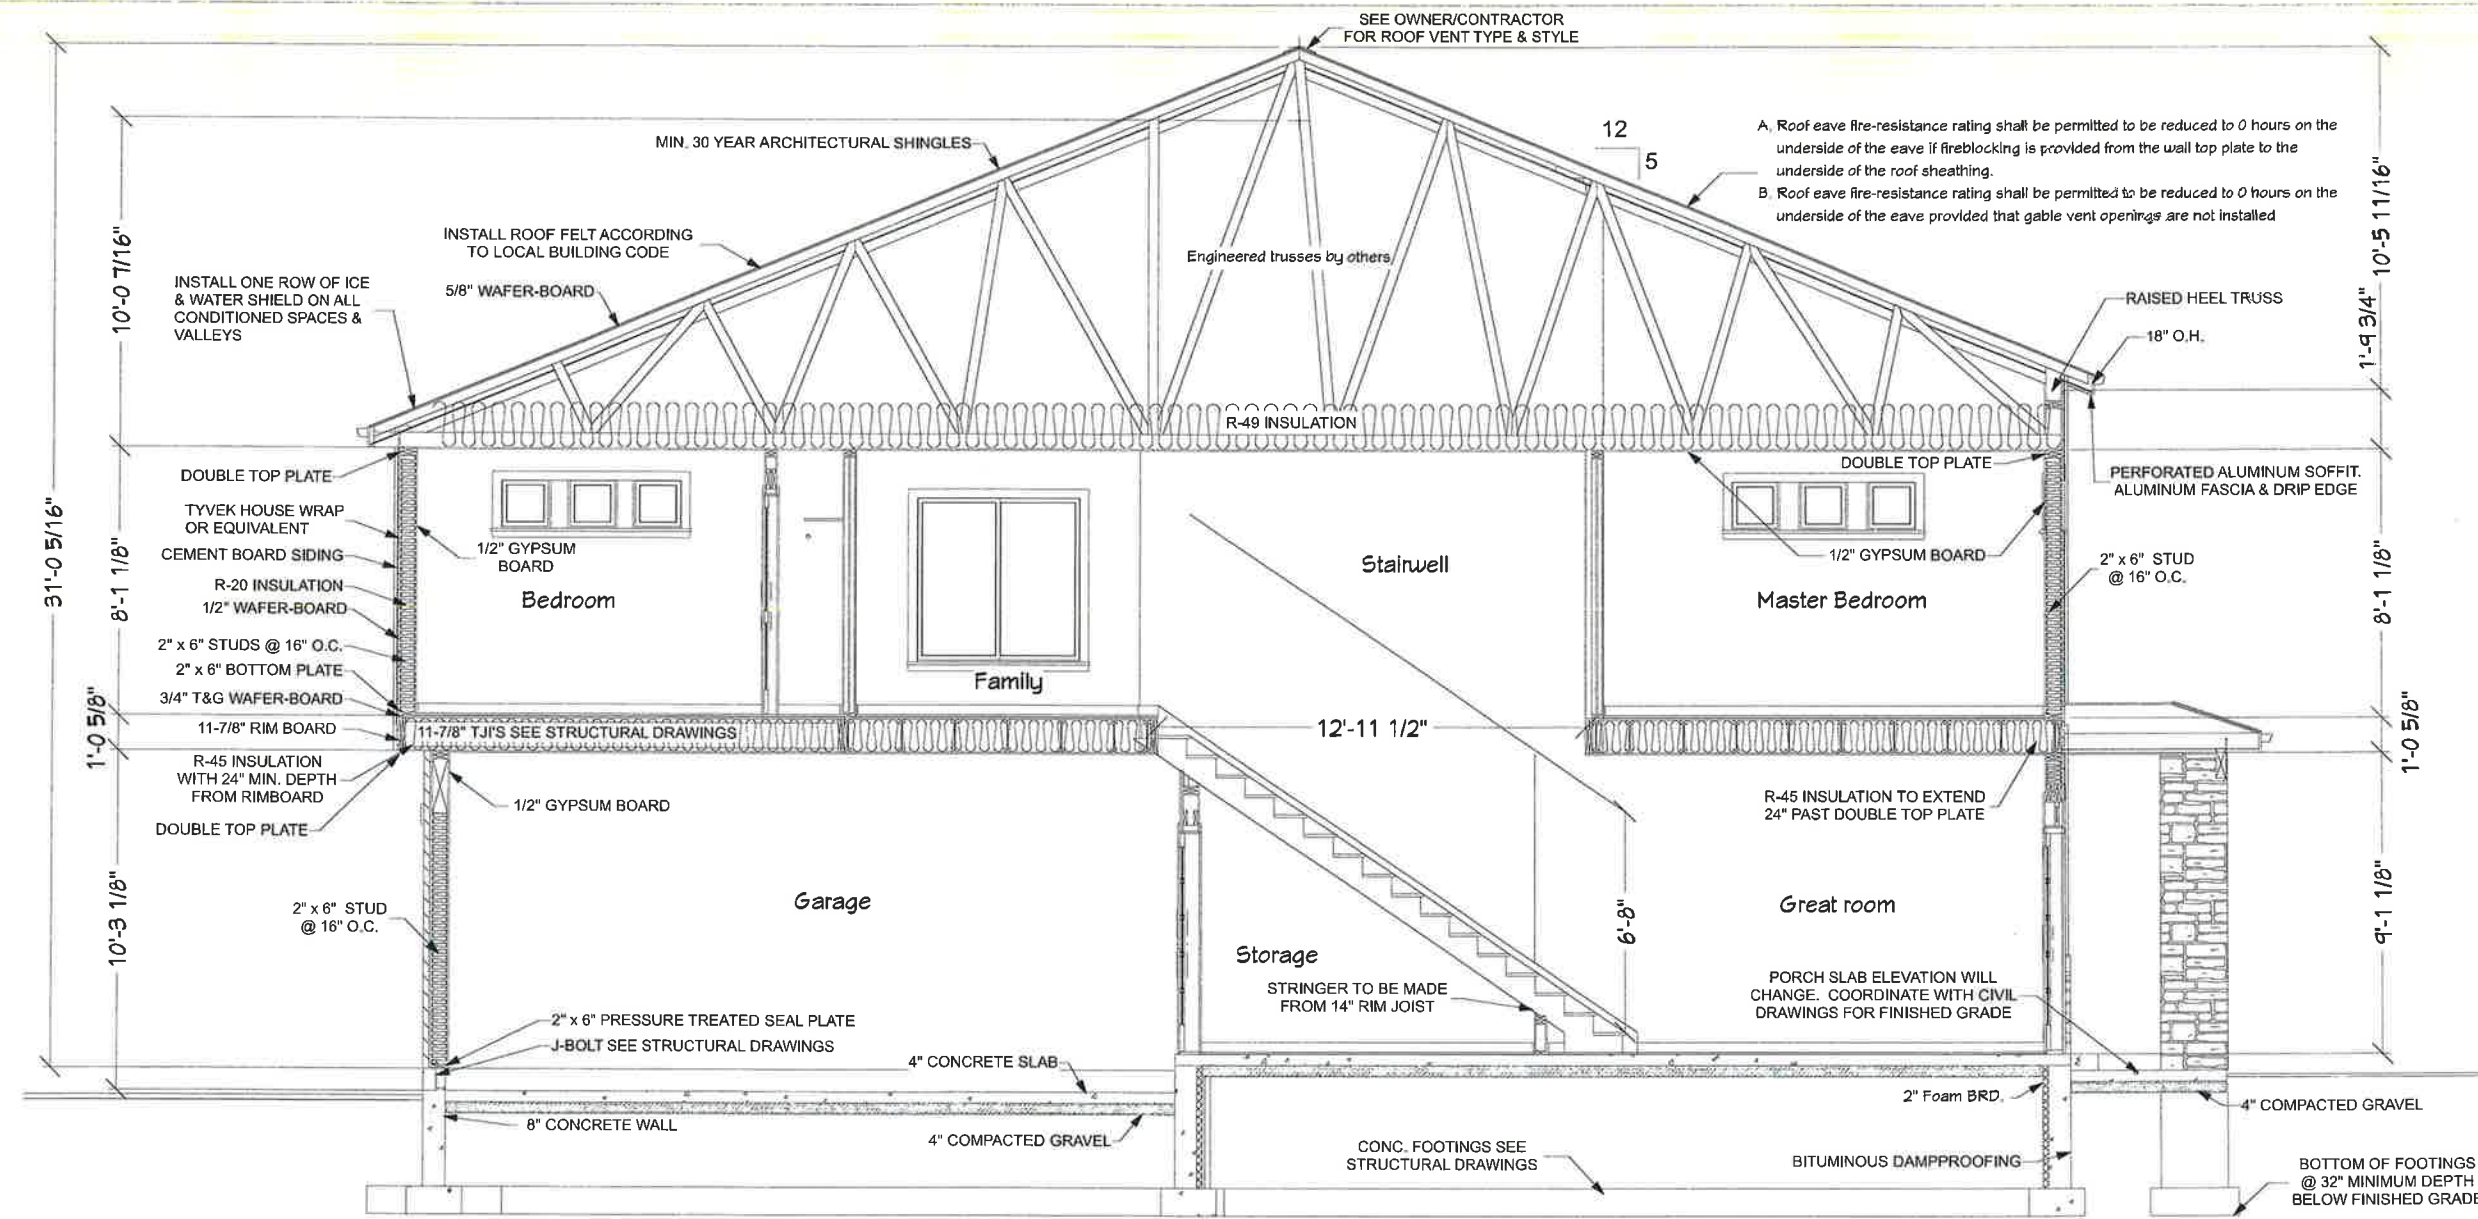 SEE OWNER/CONTRACTOR
FOR ROOF VENT TYPE & STYLE
MIN. 30 YEAR ARCHITECTURAL SHINGLES
12
5
A. Roof eave fire-resistance rating shall be permitted to be reduced to 0 hours on the
underside of the eave if fireblocking is provided from the wall top plate to the
underside of the roof sheathing.
B. Roof eave fire-resistance rating shall be permitted to be reduced to 0 hours on the
underside of the eave provided that gable vent openings are not installed
INSTALL ROOF FELT ACCORDING
TO LOCAL BUILDING CODE
Engineered trusses by others
INSTALL ONE ROW OF ICE
& WATER SHIELD ON ALL
CONDITIONED SPACES &
VALLEYS
5/8" WAFER-BOARD
RAISED HEEL TRUSS
18" O.H.
10'-5 11/16"
1'-9 3/4"
10'-0 7/16"
R-49 INSULATION
DOUBLE TOP PLATE
TYVEK HOUSE WRAP
OR EQUIVALENT
CEMENT BOARD SIDING
R-20 INSULATION
1/2" WAFER-BOARD
2" x 6" STUDS @ 16" O.C.
2" x 6" BOTTOM PLATE
3/4" T&G WAFER-BOARD
11-7/8" RIM BOARD
R-45 INSULATION
WITH 24" MIN. DEPTH
FROM RIMBOARD
DOUBLE TOP PLATE
31'-0 5/16"
8'-1 1/8"
1'-0 5/8"
10'-3 1/8"
1/2" GYPSUM
BOARD
Bedroom
Family
Stairwell
DOUBLE TOP PLATE
1/2" GYPSUM BOARD
Master Bedroom
PERFORATED ALUMINUM SOFFIT.
ALUMINUM FASCIA & DRIP EDGE
2" x 6" STUD
@ 16" O.C.
8'-1 1/8"
1'-0 5/8"
9'-1 1/8"
11-7/8" TJI'S SEE STRUCTURAL DRAWINGS
12'-11 1/2"
1/2" GYPSUM BOARD
R-45 INSULATION TO EXTEND
24" PAST DOUBLE TOP PLATE
2" x 6" STUD
@ 16" O.C.
Garage
Storage
Great room
6'-8"
STRINGER TO BE MADE
FROM 14" RIM JOIST
PORCH SLAB ELEVATION WILL
CHANGE. COORDINATE WITH CIVIL
DRAWINGS FOR FINISHED GRADE
2" x 6" PRESSURE TREATED SEAL PLATE
J-BOLT SEE STRUCTURAL DRAWINGS
4" CONCRETE SLAB
8" CONCRETE WALL
4" COMPACTED GRAVEL
2" Foam BRD.
4" COMPACTED GRAVEL
CONC. FOOTINGS SEE
STRUCTURAL DRAWINGS
BITUMINOUS DAMPPROOFING
BOTTOM OF FOOTINGS
@ 32" MINIMUM DEPTH
BELOW FINISHED GRADE